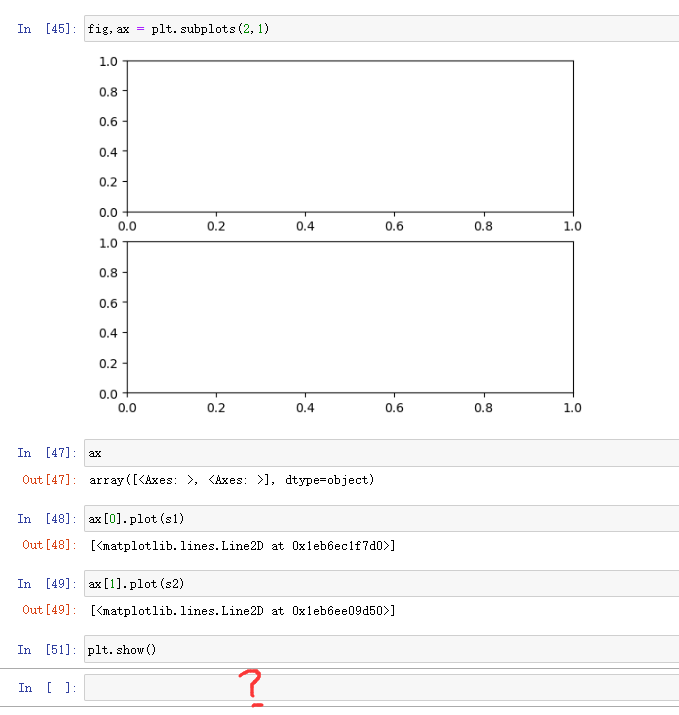 In [45]: fig,ax = plt.subplots(2,1)
1.0
0.8
0.6
0.4
0.2
0.0
0.0 0.2 0.4 0.6 0.8 1.0
1.0
0.8
0.6
0.4
0.2
0.0
0.0 0.2 0.4 0.6 0.8 1.0
In [47]: ax
Out[47]: array([<Axes: >, <Axes: >], dtype=object)
In [48]: ax[0].plot(s1)
Out[48]: [<matplotlib.lines.Line2D at 0x1eb6ec1f7d0>]
In [49]: ax[1].plot(s2)
Out[49]: [<matplotlib.lines.Line2D at 0x1eb6ee09d50>]
In [51]: plt.show()
In [ ]: ?